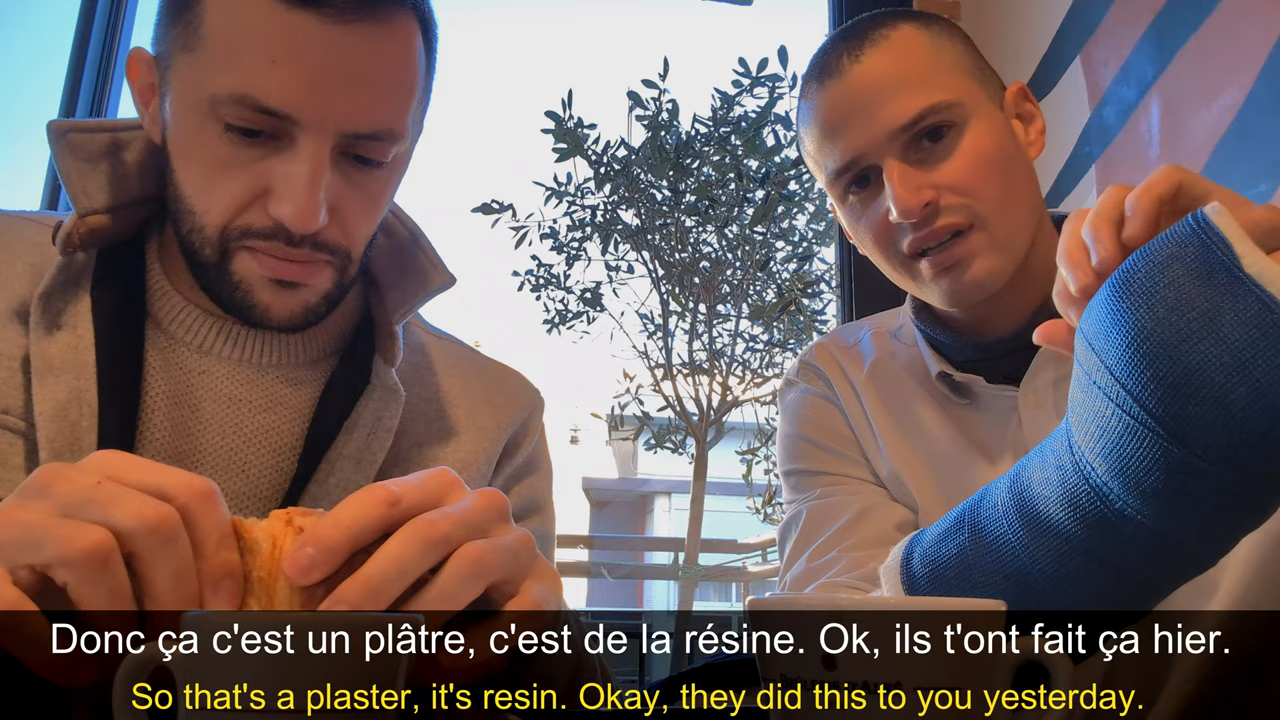 Donc ça c'est un plâtre, c'est de la résine. Ok, ils t'ont fait ça hier.
So that's a plaster, it's resin. Okay, they did this to you yesterday.